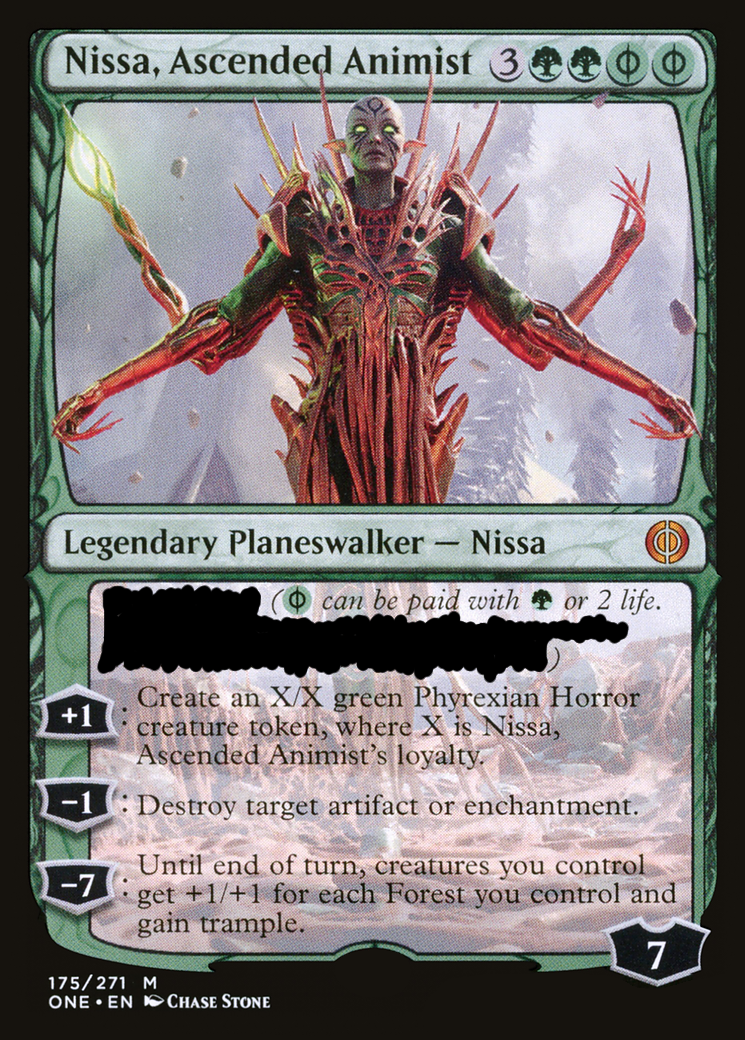 Nissa, Ascended Animist 3
Legendary Planeswalker — Nissa
( can be paid with or 2 life.
)
+1 : Create an X/X green Phyrexian Horror
creature token, where X is Nissa,
Ascended Animist's loyalty.
−1 : Destroy target artifact or enchantment.
−7 : Until end of turn, creatures you control
get +1/+1 for each Forest you control and
gain trample.
7
175/271 M
ONE • EN Chase Stone